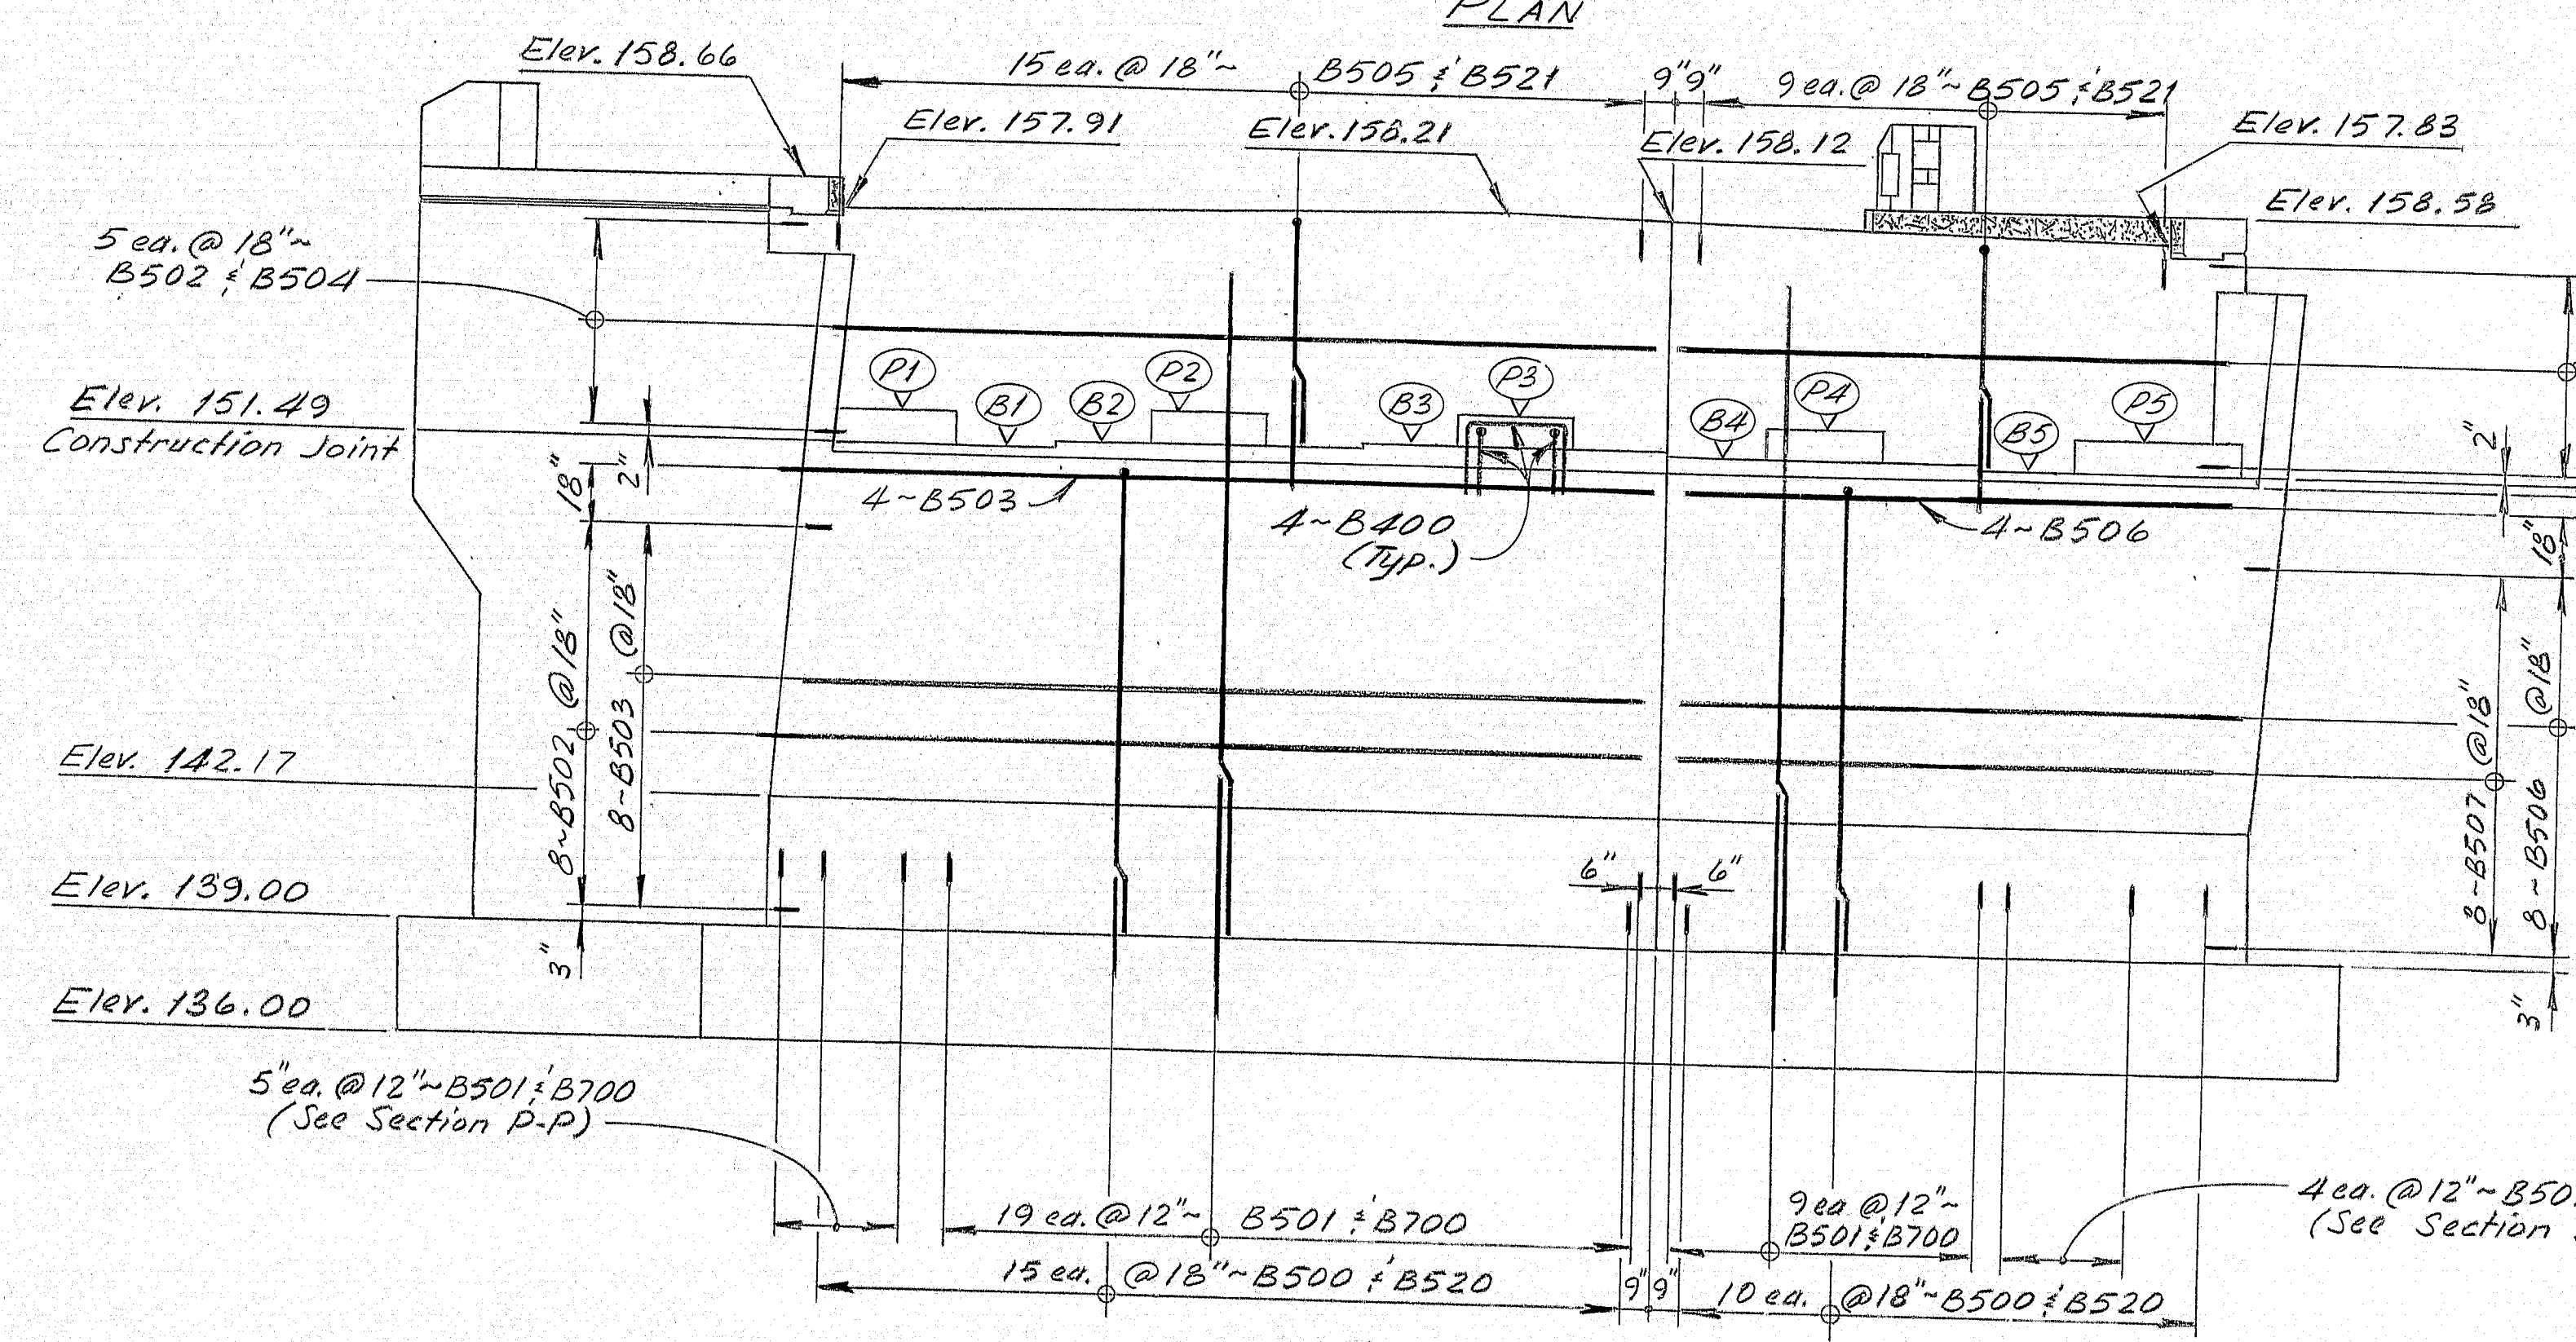 PLAN
Elev. 158.66
15 ea. @ 18"~ B505 & B521
9" 9"
9 ea. @ 18"~B505 & B521
Elev. 157.91
Elev. 158.21
Elev. 158.12
Elev. 157.83
Elev. 158.58
5 ea. @ 18"~
B502 & B504
P1
B1
B2
P2
B3
P3
B4
P4
B5
P5
Elev. 151.49
Construction Joint
18"
2"
4~B503
4~B400
(Typ.)
4~B506
2"
18"
8~B502 @18"
8~B503 @18"
8~B507 @18"
8~B506 @18"
Elev. 142.17
Elev. 139.00
6" 6"
3"
3"
Elev. 136.00
5"ea. @ 12"~B501 & B700
(See Section P-P)
19 ea. @ 12"~ B501 & B700
9 ea @ 12"~
B501 & B700
4 ea. @ 12"~ B50
(See Section
15 ea. @ 18"~B500 & B520
9" 9"
10 ea. @18"~B500 & B520